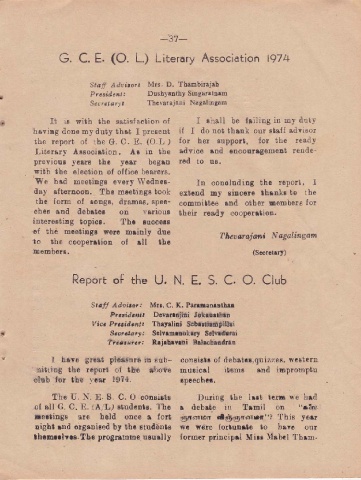 —37—
G. C. E. (O. L.) Literary Association 1974
Staff Advisor: Mrs. D. Thambirajah
President: Dushyanthy Singaratnam
Secretary: Thevarajini Nagalingam
It is with the satisfaction of
having done my duty that I present
the report of the G. C. E. (O. L.)
Literary Association. As in the
previous years the year began
with the election of office bearers.
We had meetings every Wednes-
day afternoon. The meetings took
the form of songs, dramas, spee-
ches and debates on various
interesting topics. The success
of the meetings were mainly due
to the cooperation of all the
members.
I shall be failing in my duty
if I do not thank our staff advisor
for her support, for the ready
advice and encouragement rende-
red to us.
In concluding the report, I
extend my sincere thanks to the
committee and other members for
their ready cooperation.
Thevarajani Nagalingam
(Secretary)
Report of the U. N. E. S. C. O Club
Staff Advisor: Mrs. C. K. Paramananthan
President: Devaranjini Jokanathan
Vice President: Thayalini Sebastiampillai
Secretary: Selvamanohary Selvadurai
Treasurer: Rajahavani Balachandran
I have great pleasure in sub-
mitting the report of the above
club for the year 1974.
The U. N. E. S. C. O consists
of all G. C. E. (A/L) students. The
meetings are held once a fort
night and organised by the students
themselves. The programme usually
consists of debates, quizzes, western
musical items and impromptu
speeches.
During the last term we had
a debate in Tamil on
This year
we were fortunate to have our
former principal Miss Mabel Tham-